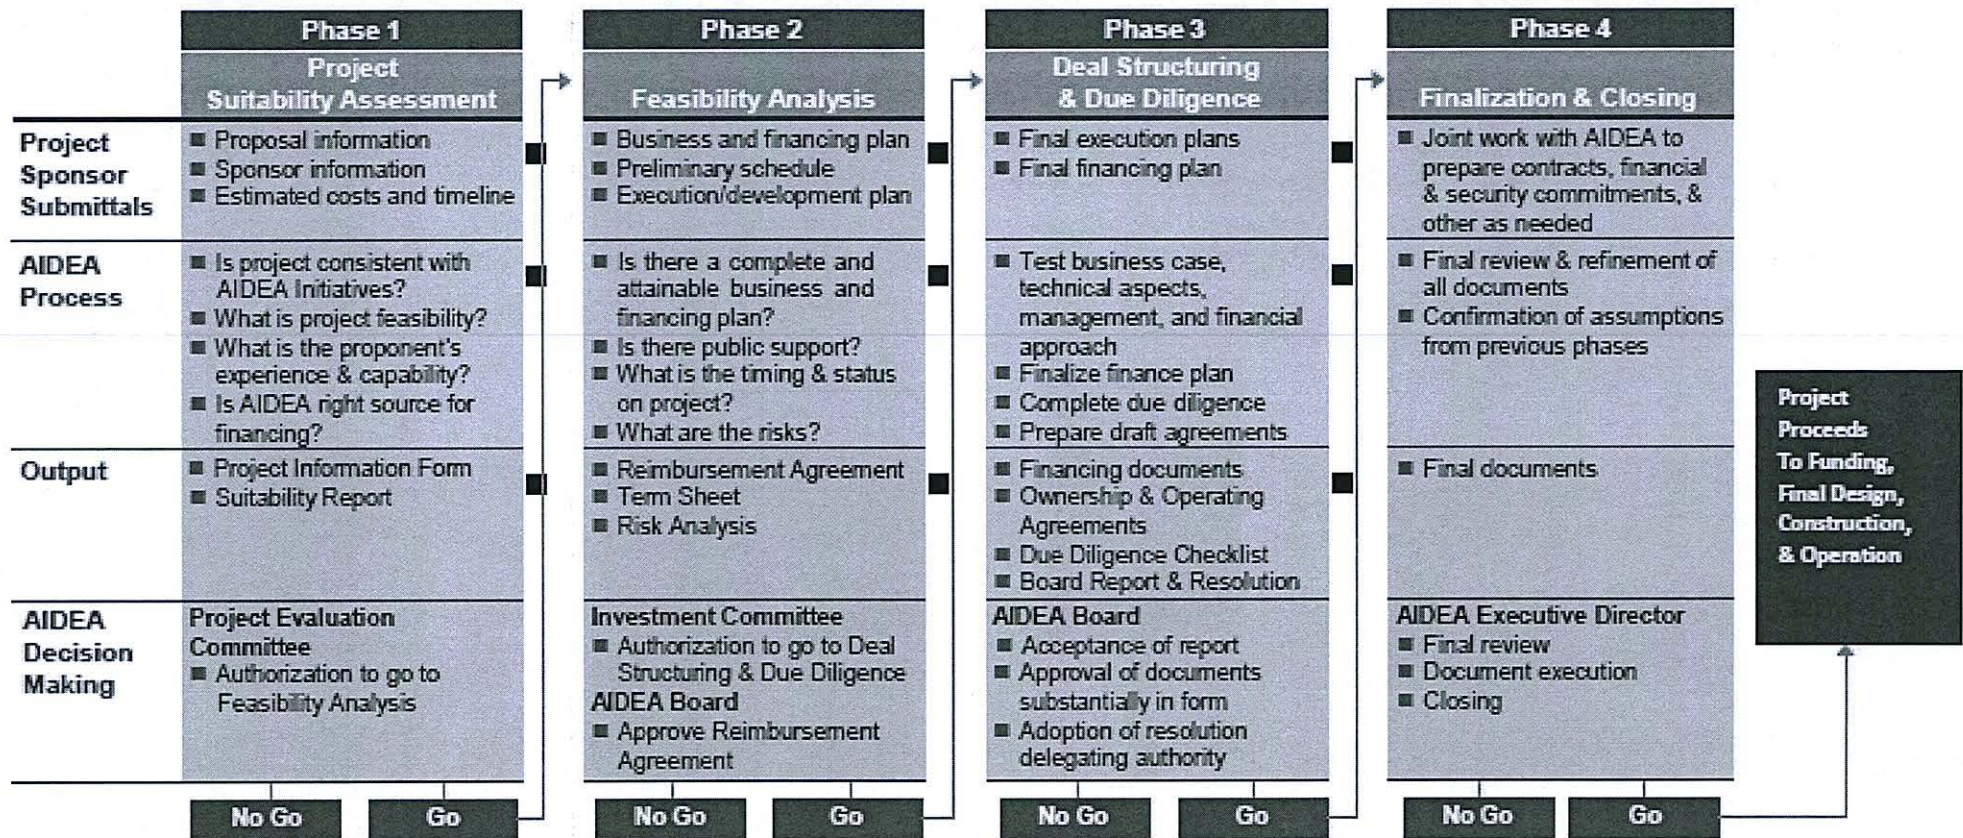 Phase 1
Phase 2
Phase 3
Phase 4
Project
Suitability Assessment
Feasibility Analysis
Deal Structuring
& Due Diligence
Finalization & Closing
Project
Sponsor
Submittals
■ Proposal information
■ Sponsor information
■ Estimated costs and timeline
■ Business and financing plan
■ Preliminary schedule
■ Execution/development plan
■ Final execution plans
■ Final financing plan
■ Joint work with AIDEA to
prepare contracts, financial
& security commitments, &
other as needed
AIDEA
Process
■ Is project consistent with
AIDEA Initiatives?
■ What is project feasibility?
■ What is the proponent's
experience & capability?
■ Is AIDEA right source for
financing?
■ Is there a complete and
attainable business and
financing plan?
■ Is there public support?
■ What is the timing & status
on project?
■ What are the risks?
■ Test business case,
technical aspects,
management, and financial
approach
■ Finalize finance plan
■ Complete due diligence
■ Prepare draft agreements
■ Final review & refinement of
all documents
■ Confirmation of assumptions
from previous phases
Output
■ Project Information Form
■ Suitability Report
■ Reimbursement Agreement
■ Term Sheet
■ Risk Analysis
■ Financing documents
■ Ownership & Operating
Agreements
■ Due Diligence Checklist
■ Board Report & Resolution
■ Final documents
AIDEA
Decision
Making
Project Evaluation
Committee
■ Authorization to go to
Feasibility Analysis
Investment Committee
■ Authorization to go to Deal
Structuring & Due Diligence
AIDEA Board
■ Approve Reimbursement
Agreement
AIDEA Board
■ Acceptance of report
■ Approval of documents
substantially in form
■ Adoption of resolution
delegating authority
AIDEA Executive Director
■ Final review
■ Document execution
■ Closing
No Go
Go
No Go
Go
No Go
Go
No Go
Go
Project
Proceeds
To Funding,
Final Design,
Construction,
& Operation